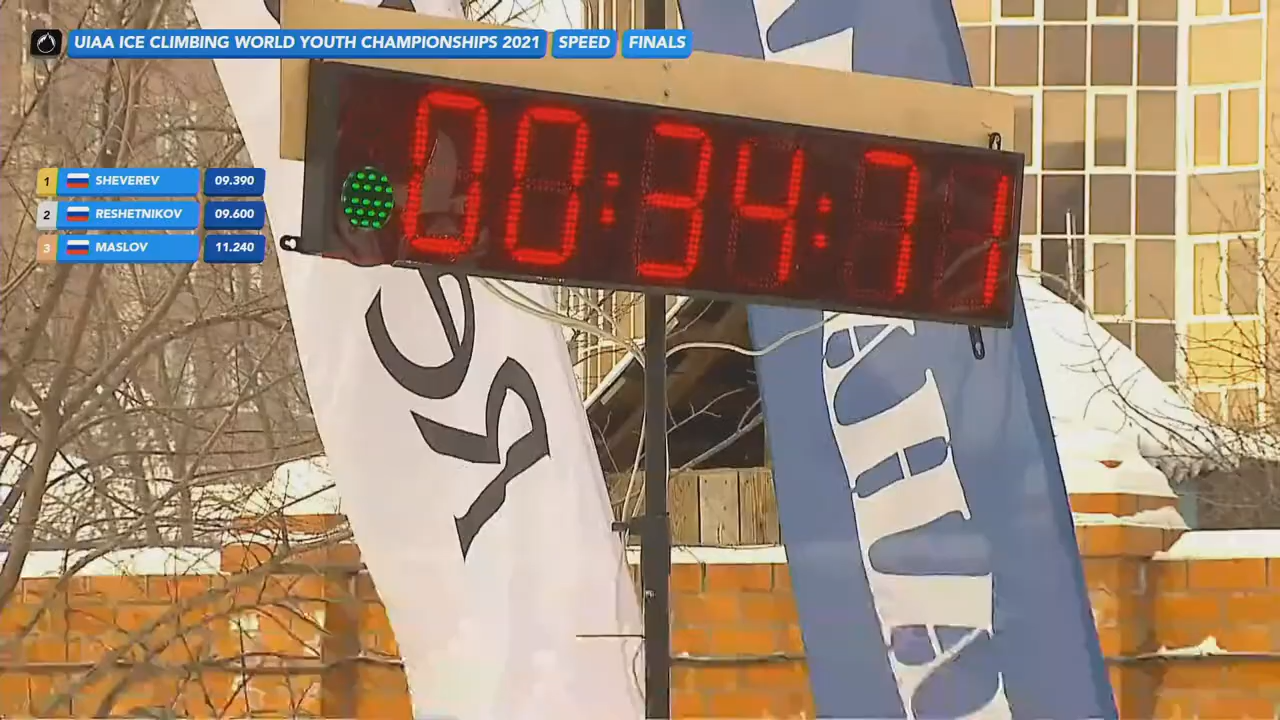 UIAA ICE CLIMBING WORLD YOUTH CHAMPIONSHIPS 2021 SPEED FINALS
00:34:71
1 SHEVEREV 09.390
2 RESHETNIKOV 09.600
3 MASLOV 11.240